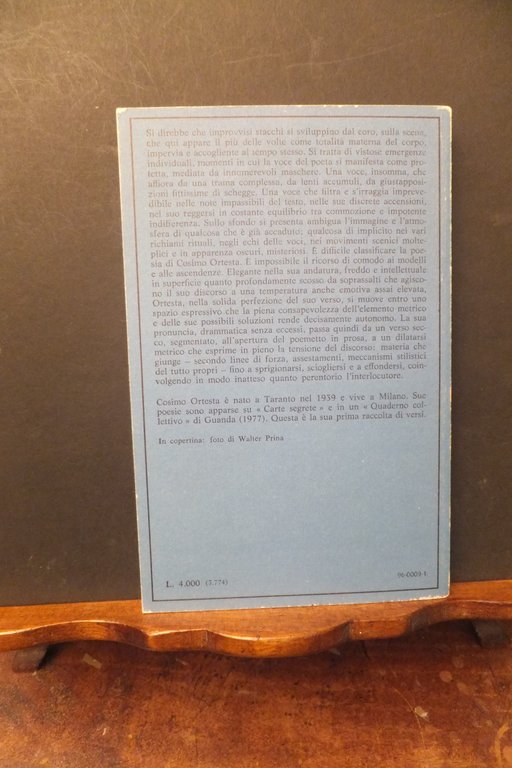 Si direbbe che improvvisi stacchi si sviluppino dal coro, sulla scena,
che qui appare il più delle volte come totalità materna del corpo,
impervia e accogliente al tempo stesso. Si tratta di vistose emergenze
individuali, momenti in cui la voce del poeta si manifesta come pro-
tetta, mediata da innumerevoli maschere. Una voce, insomma, che
affiora da una trama complessa, da lenti accumuli, da giustapposi-
zioni fittissime di schegge. Una voce che filtra e s'irraggia impreve-
dibile nelle note impassibili del testo, nelle sue discrete accensioni,
nel suo reggersi in costante equilibrio tra commozione e impotente
indifferenza. Sullo sfondo si presenta ambigua l'immagine e l'atmo-
sfera di qualcosa che è già accaduto; qualcosa di implicito nei vari
richiami rituali, negli echi delle voci, nei movimenti scenici molte-
plici e in apparenza oscuri, misteriosi. È difficile classificare la poe-
sia di Cosimo Ortesta. È impossibile il ricorso di comodo ai modelli
e alle ascendenze. Elegante nella sua andatura, freddo e intellettuale
in superficie quanto profondamente scosso da soprassalti che agisco-
no il suo discorso a una temperatura anche emotiva assai elevata,
Ortesta, nella solida perfezione del suo verso, si muove entro uno
spazio espressivo che la piena consapevolezza dell'elemento metrico
e delle sue possibili soluzioni rende decisamente autonomo. La sua
pronuncia, drammatica senza eccessi, passa quindi da un verso sec-
co, segmentato, all'apertura del poemetto in prosa, a un dilatarsi
metrico che esprime in pieno la tensione del discorso: materia che
giunge – secondo linee di forza, assestamenti, meccanismi stilistici
del tutto propri – fino a sprigionarsi, sciogliersi e a effondersi, coin-
volgendo in modo inatteso quanto perentorio l'interlocutore.
Cosimo Ortesta è nato a Taranto nel 1939 e vive a Milano. Sue
poesie sono apparse su « Carte segrete » e in un « Quaderno col-
lettivo » di Guanda (1977). Questa è la sua prima raccolta di versi.
In copertina: foto di Walter Prina
L. 4.000 (3.774)
96-0009-1